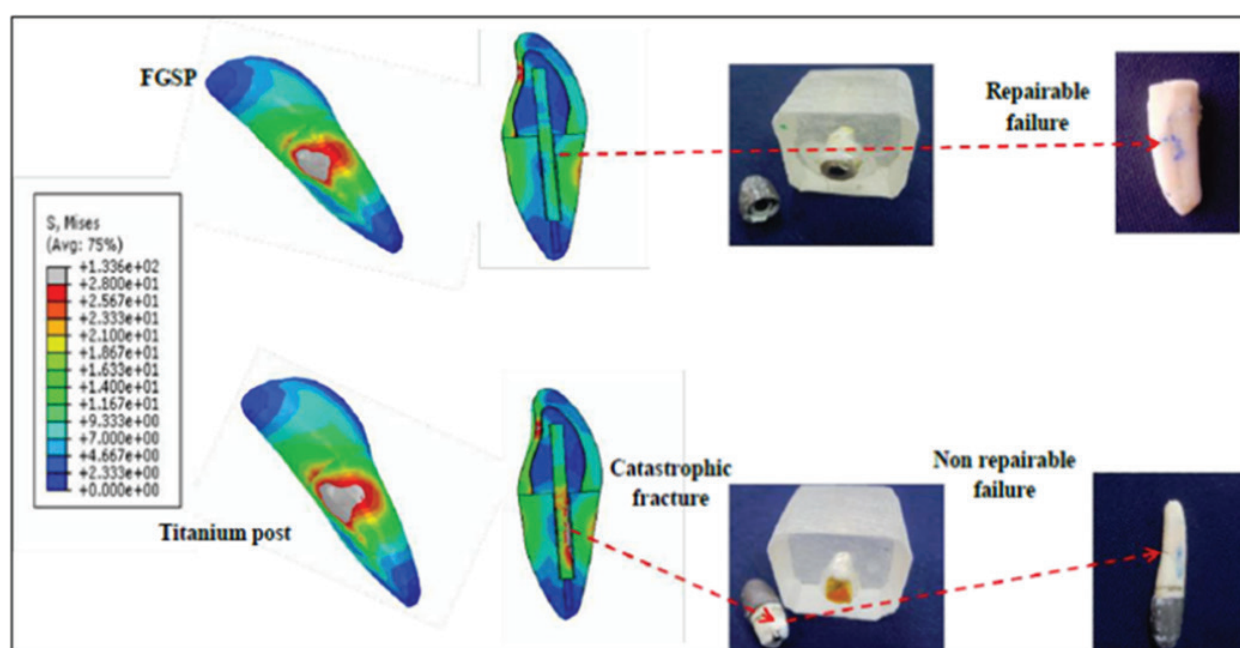 FGSP
Repairable
failure
S, Mises
(Avg: 75%)
+1.336e+02
+2.800e+01
+2.567e+01
+2.333e+01
+2.100e+01
+1.867e+01
+1.633e+01
+1.400e+01
+1.167e+01
+9.333e+00
+7.000e+00
+4.667e+00
+2.333e+00
+0.000e+00
Titanium post
Catastrophic
fracture
Non repairable
failure